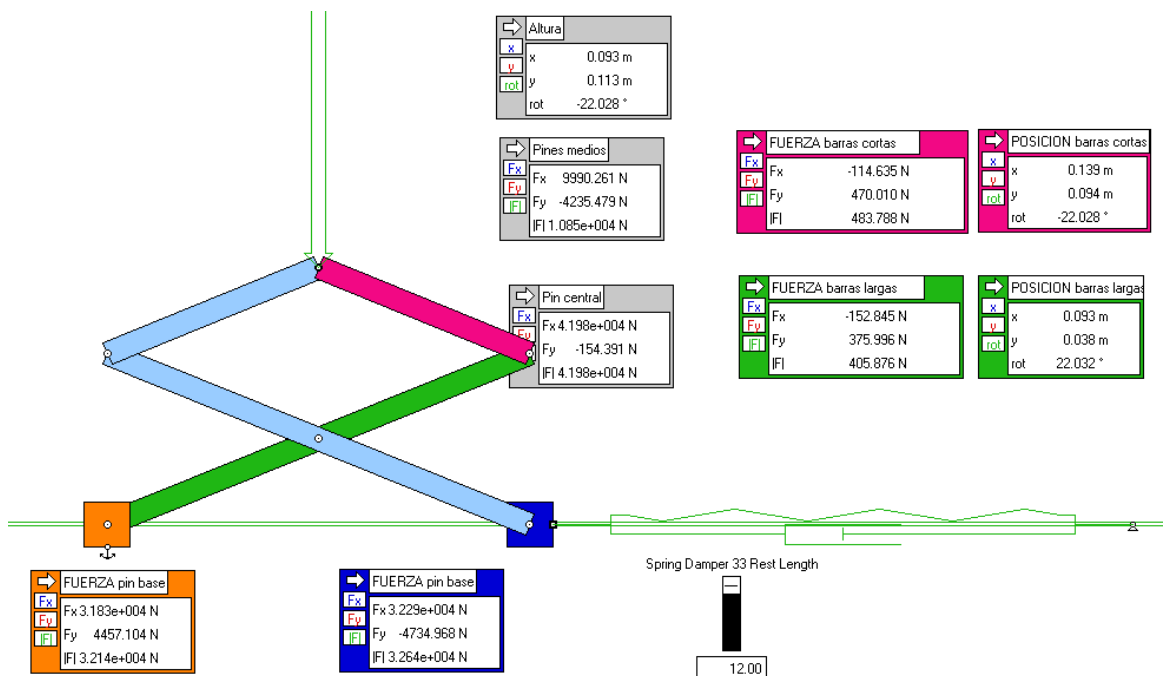 Altura
x
y
rot
x 0.093 m
y 0.113 m
rot -22.028 °
Pines medios
Fx
Fy
|F|
Fx 9990.261 N
Fy -4235.479 N
|F| 1.085e+004 N
FUERZA barras cortas
Fx
Fy
|F|
Fx -114.635 N
Fy 470.010 N
|F| 483.788 N
POSICION barras cortas
x
y
rot
x 0.139 m
y 0.094 m
rot -22.028 °
Pin central
Fx
Fy
|F|
Fx 4.198e+004 N
Fy -154.391 N
|F| 4.198e+004 N
FUERZA barras largas
Fx
Fy
|F|
Fx -152.845 N
Fy 375.996 N
|F| 405.876 N
POSICION barras largas
x
y
rot
x 0.093 m
y 0.038 m
rot 22.032 °
FUERZA pin base
Fx
Fy
|F|
Fx 3.183e+004 N
Fy 4457.104 N
|F| 3.214e+004 N
FUERZA pin base
Fx
Fy
|F|
Fx 3.229e+004 N
Fy -4734.968 N
|F| 3.264e+004 N
Spring Damper 33 Rest Length
12.00